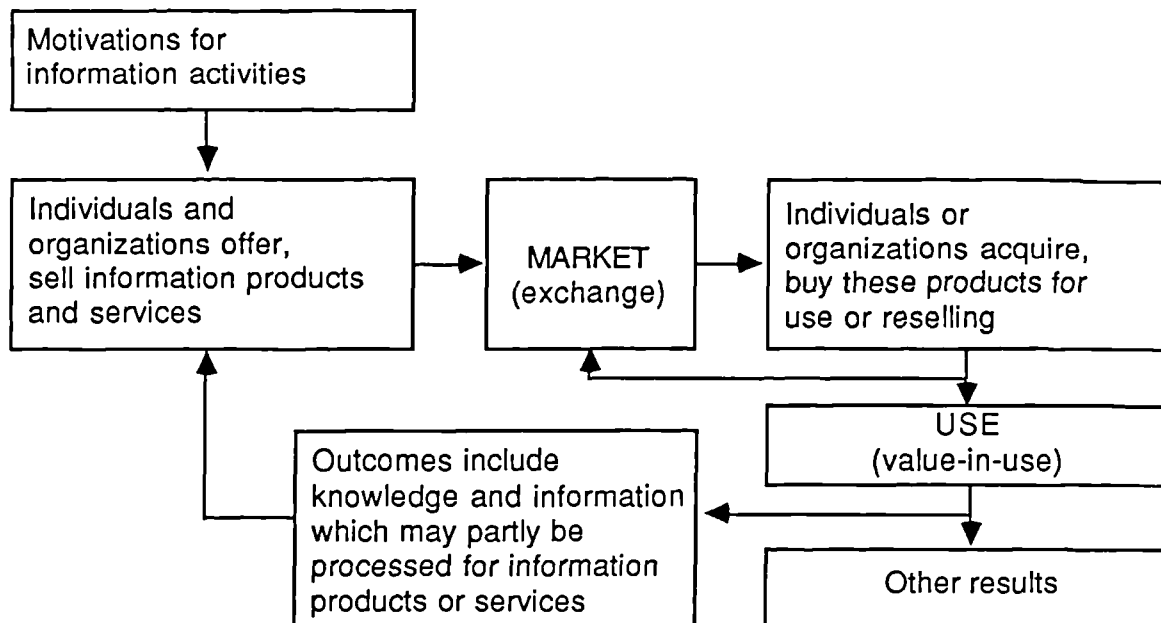 Motivations for
information activities
Individuals and
organizations offer,
sell information products
and services
MARKET
(exchange)
Individuals or
organizations acquire,
buy these products for
use or reselling
USE
(value-in-use)
Outcomes include
knowledge and information
which may partly be
processed for information
products or services
Other results